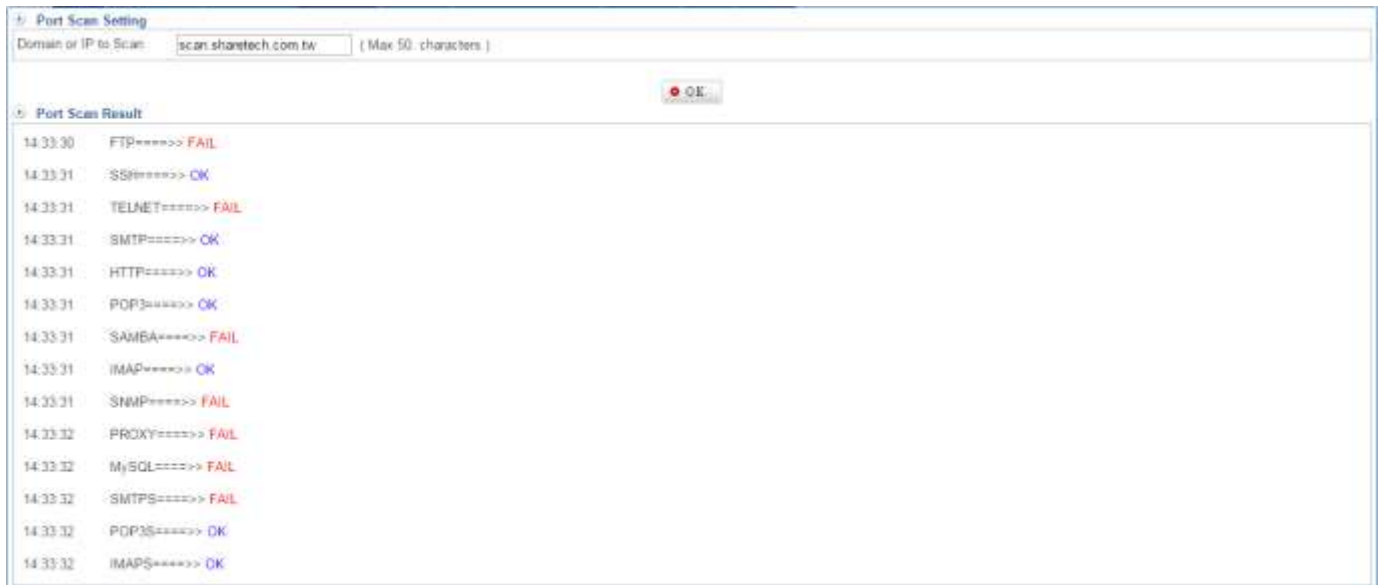 Port Scan Setting
Domain or IP to Scan scan.sharetech.com.tw ( Max 50. characters )
OK
Port Scan Result
14:33:30 FTP====>> FAIL
14:33:31 SSH====>> OK
14:33:31 TELNET====>> FAIL
14:33:31 SMTP====>> OK
14:33:31 HTTP====>> OK
14:33:31 POP3====>> OK
14:33:31 SAMBA====>> FAIL
14:33:31 IMAP====>> OK
14:33:31 SNMP====>> FAIL
14:33:32 PROXY====>> FAIL
14:33:32 MySQL====>> FAIL
14:33:32 SMTPS====>> FAIL
14:33:32 POP3S====>> OK
14:33:32 IMAPS====>> OK